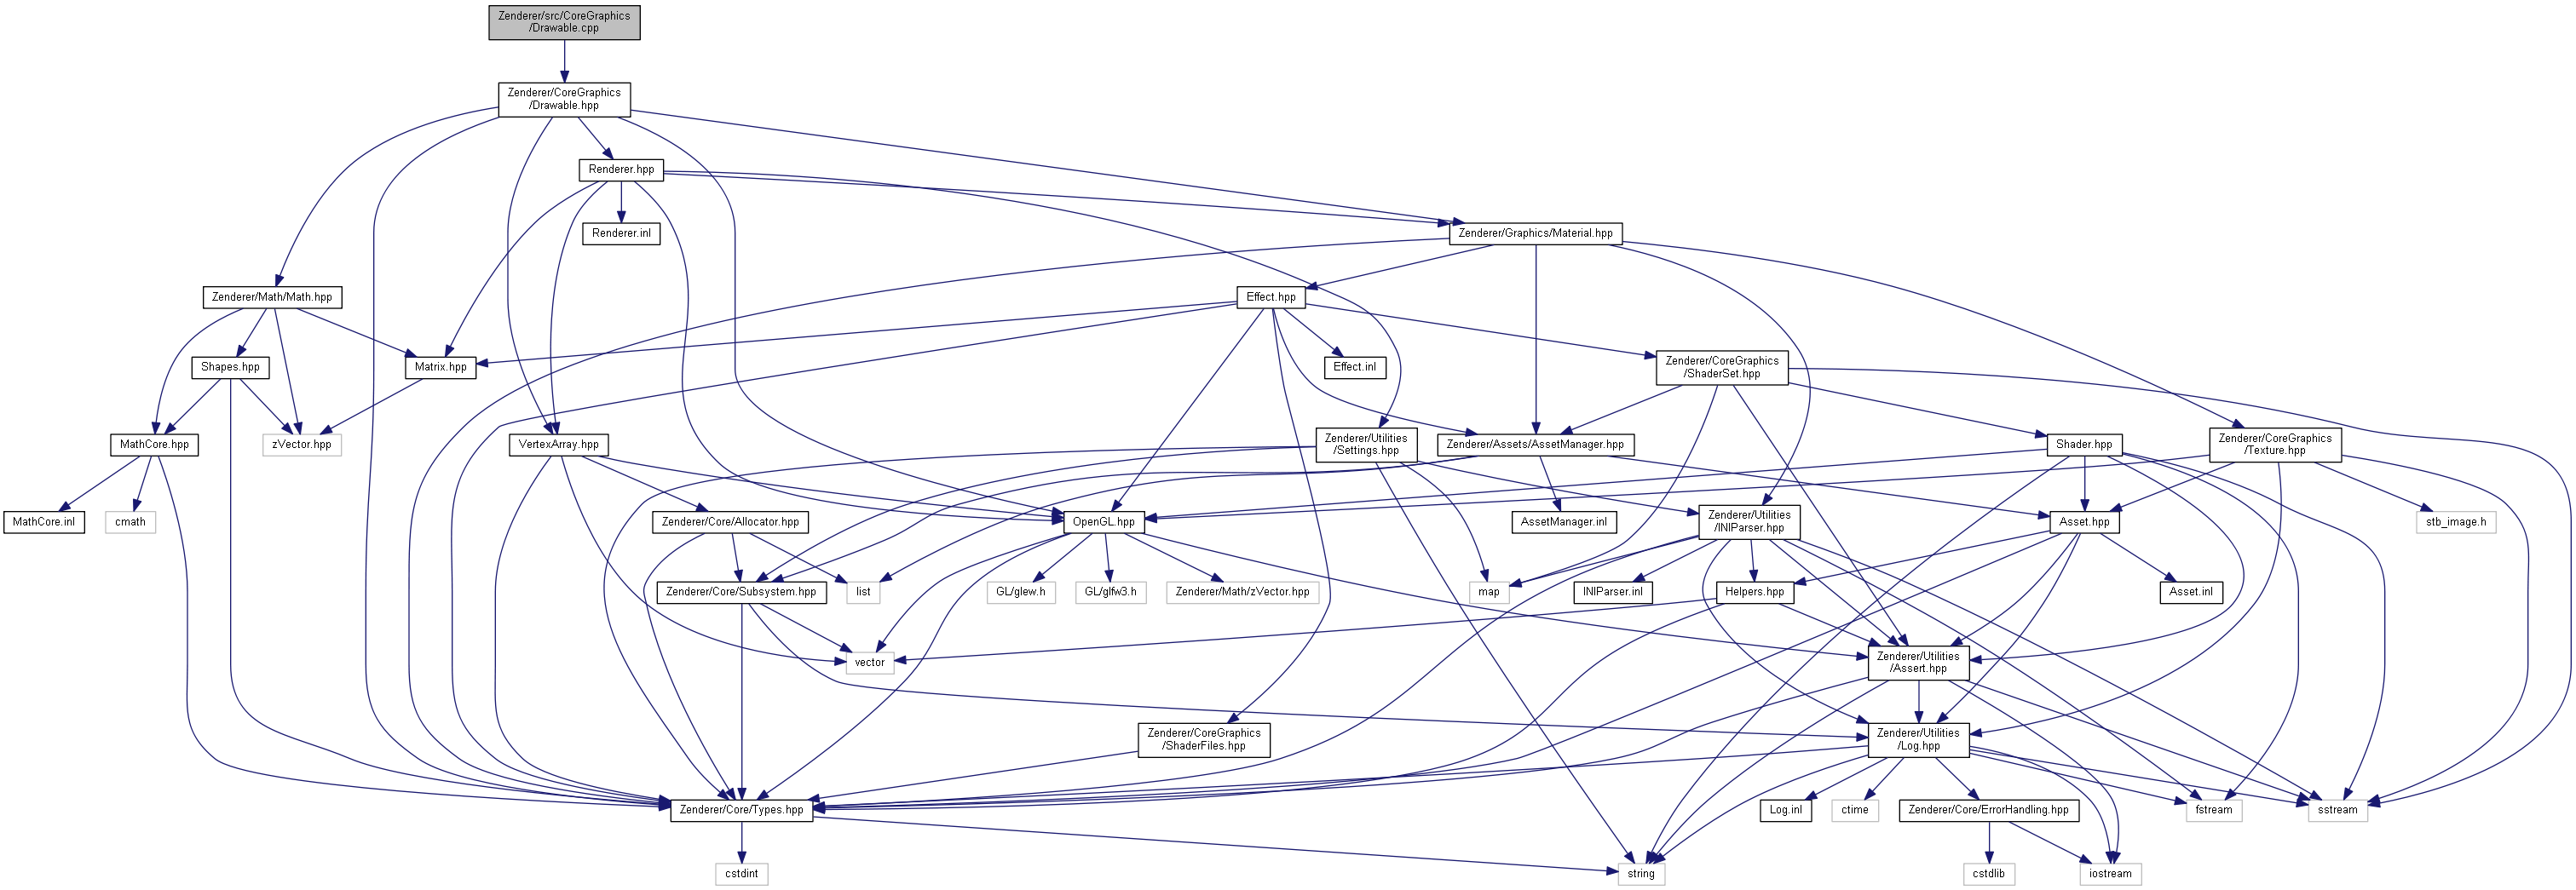 Zenderer/src/CoreGraphics
/Drawable.cpp
Zenderer/CoreGraphics
/Drawable.hpp
Renderer.hpp
Renderer.inl
Zenderer/Graphics/Material.hpp
Zenderer/Math/Math.hpp
Effect.hpp
Shapes.hpp
Matrix.hpp
Effect.inl
Zenderer/CoreGraphics
/ShaderSet.hpp
MathCore.hpp
zVector.hpp
VertexArray.hpp
Zenderer/Utilities
/Settings.hpp
Zenderer/Assets/AssetManager.hpp
Shader.hpp
Zenderer/CoreGraphics
/Texture.hpp
MathCore.inl
cmath
Zenderer/Core/Allocator.hpp
OpenGL.hpp
AssetManager.inl
Zenderer/Utilities
/INIParser.hpp
Asset.hpp
stb_image.h
Zenderer/Core/Subsystem.hpp
list
GL/glew.h
GL/glfw3.h
Zenderer/Math/zVector.hpp
map
INIParser.inl
Helpers.hpp
Asset.inl
vector
Zenderer/Utilities
/Assert.hpp
Zenderer/CoreGraphics
/ShaderFiles.hpp
Zenderer/Utilities
/Log.hpp
Zenderer/Core/Types.hpp
Log.inl
ctime
Zenderer/Core/ErrorHandling.hpp
fstream
sstream
cstdint
string
cstdlib
iostream